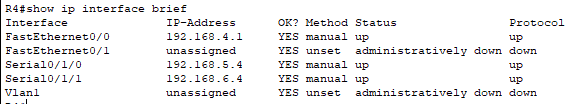 R4#show ip interface brief
Interface IP-Address OK? Method Status Protocol
FastEthernet0/0 192.168.4.1 YES manual up up
FastEthernet0/1 unassigned YES unset administratively down down
Serial0/1/0 192.168.5.4 YES manual up up
Serial0/1/1 192.168.6.4 YES manual up up
Vlan1 unassigned YES unset administratively down down